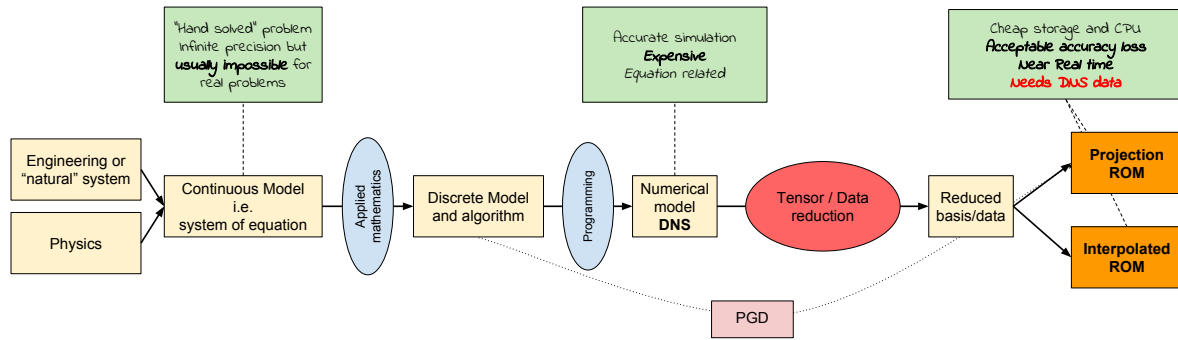 "Hand solved" problem
Infinite precision but
usually impossible for
real problems
Accurate simulation
Expensive
Equation related
Cheap storage and CPU
Acceptable accuracy loss
Near Real time
Needs DNS data
Engineering or
“natural” system
Physics
Continuous Model
i.e.
system of equation
Applied
mathematics
Discrete Model
and algorithm
Programming
Numerical
model
DNS
Tensor / Data
reduction
Reduced
basis/data
Projection
ROM
Interpolated
ROM
PGD